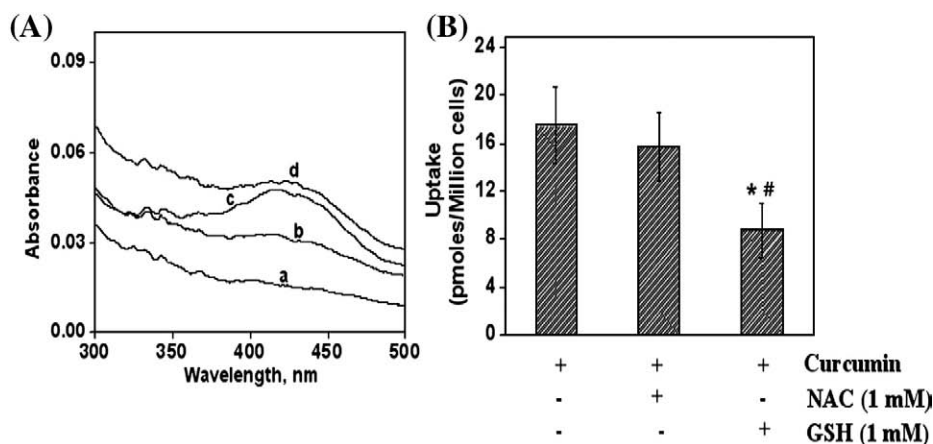 (A)
0.09
0.06
0.03
0.00
Absorbance
d
c
b
a
300 350 400 450 500
Wavelength, nm
(B)
24
20
16
12
8
4
0
Uptake
(pmoles/Million cells)
* #
+ + + Curcumin
- + - NAC (1 mM)
- - + GSH (1 mM)